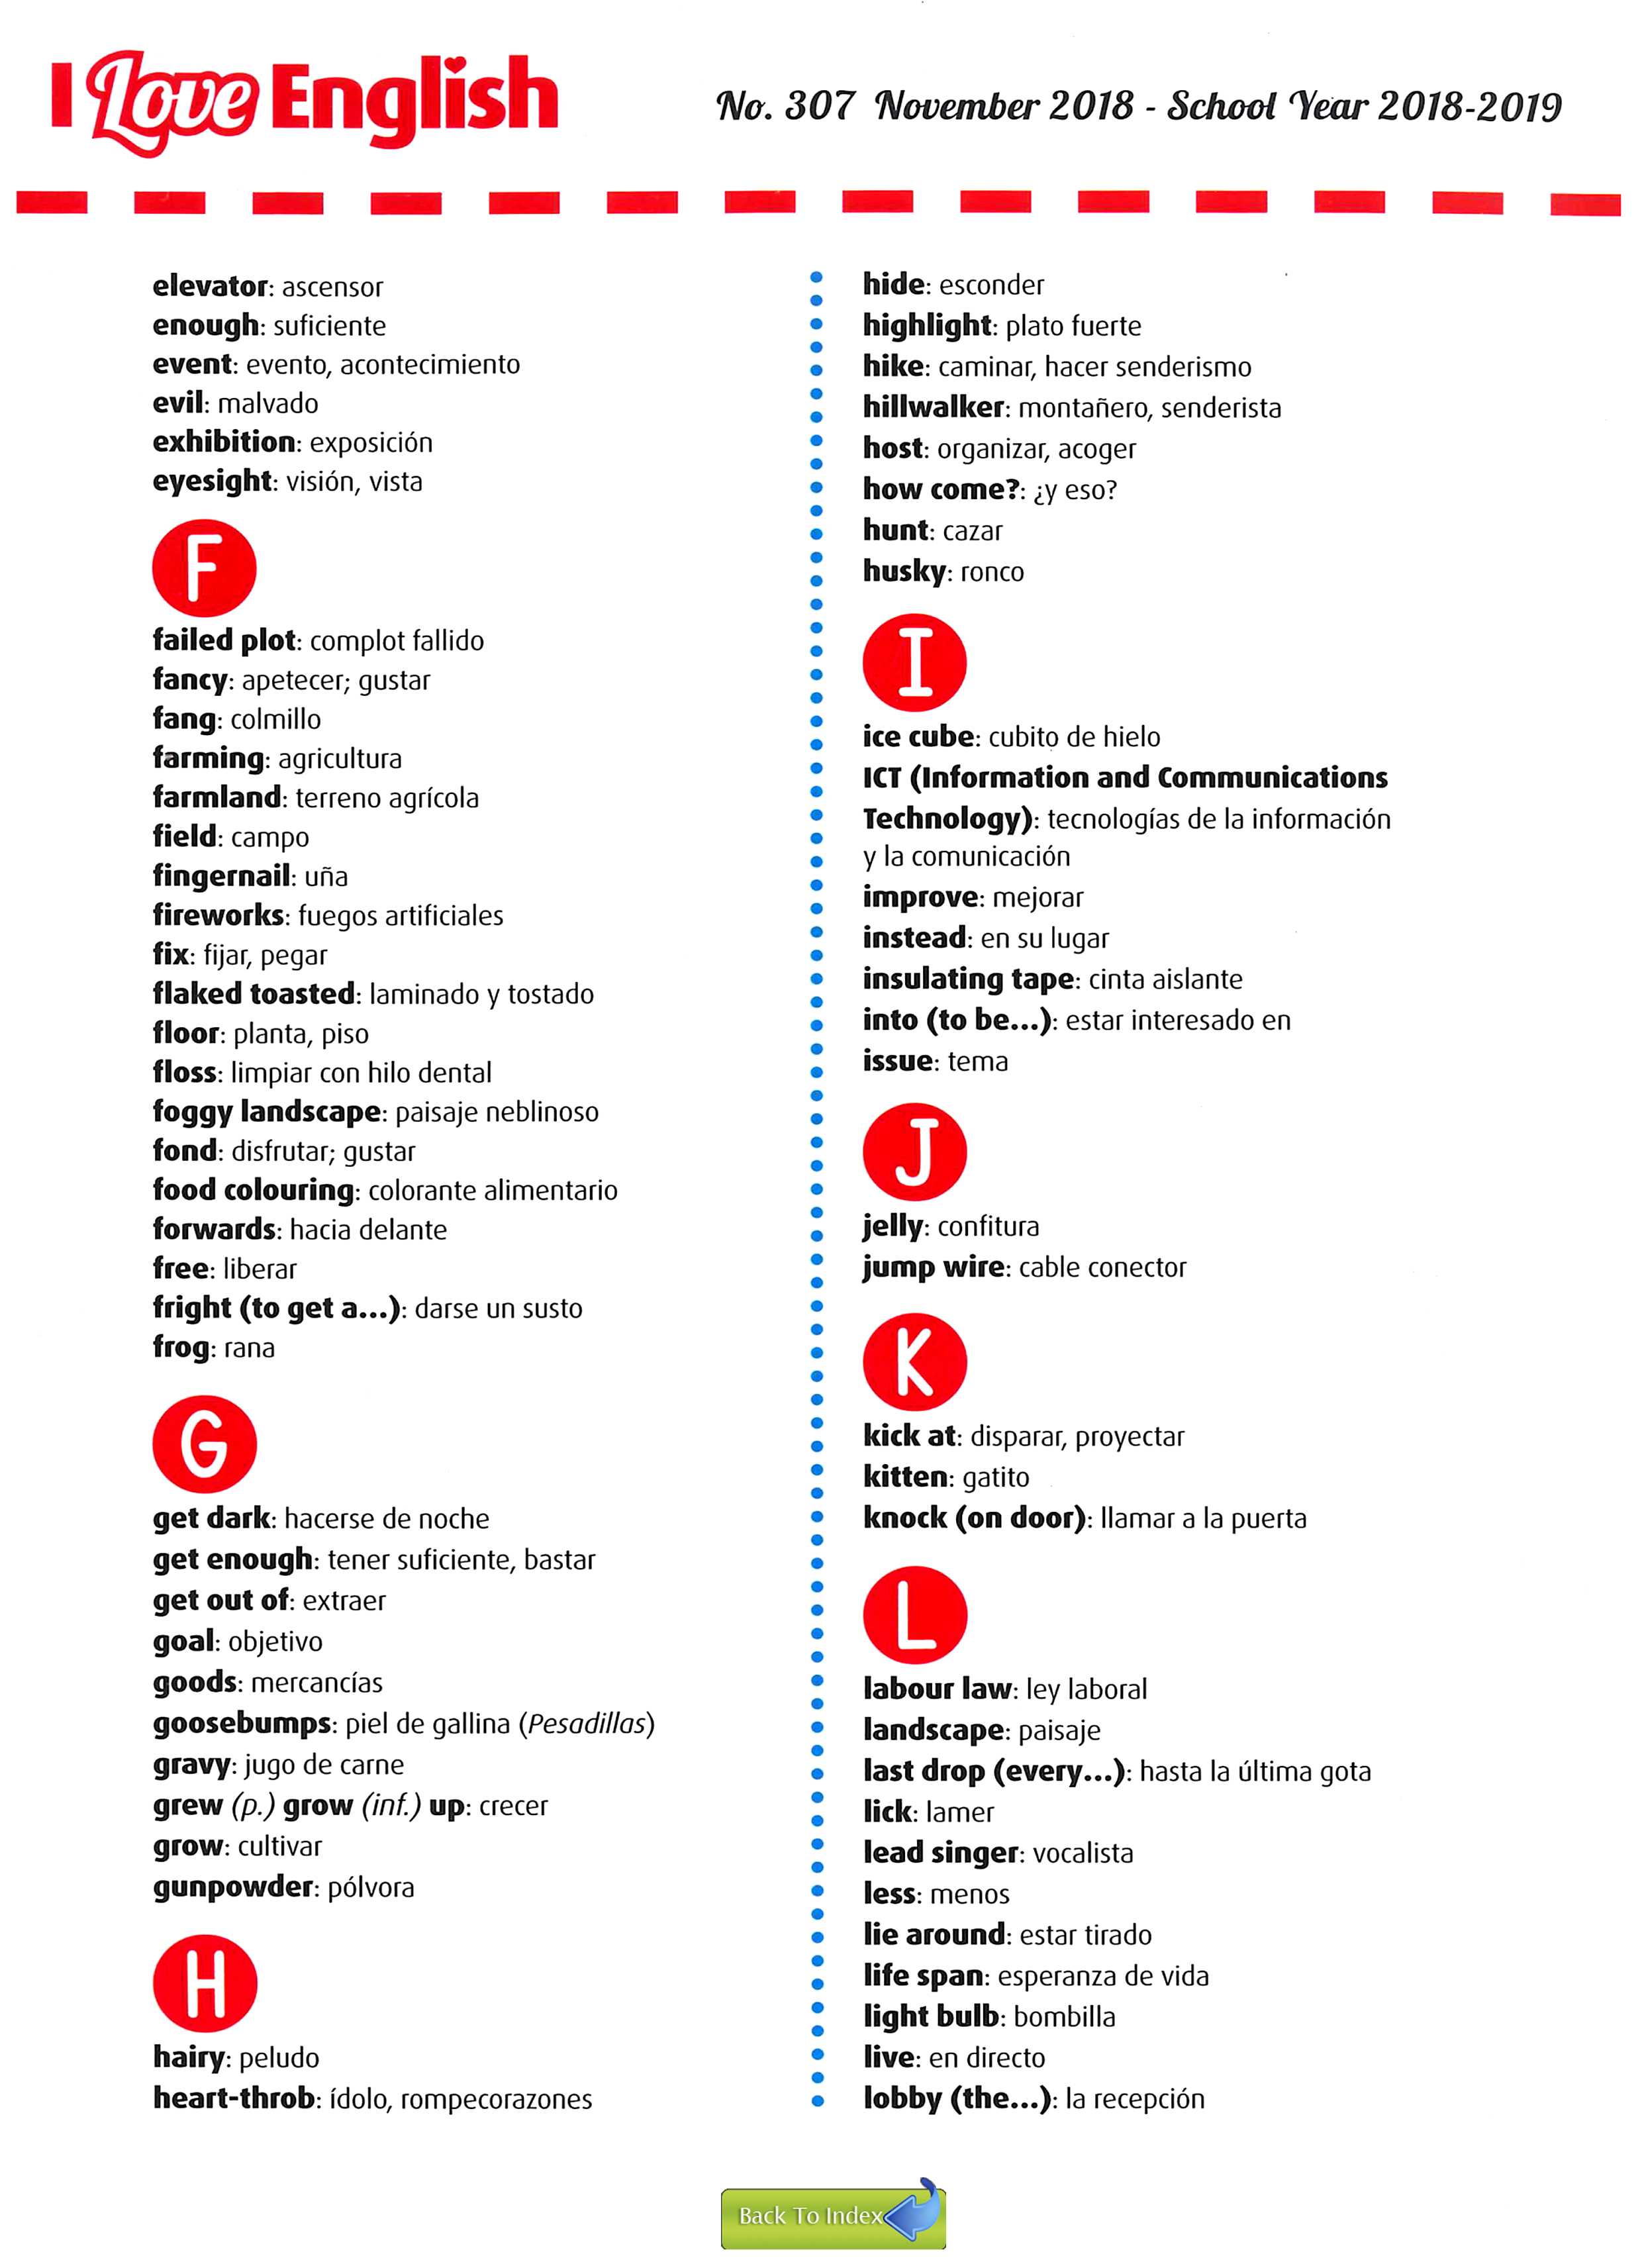 I Love English
No. 307 November 2018 - School Year 2018-2019
elevator: ascensor
enough: suficiente
event: evento, acontecimiento
evil: malvado
exhibition: exposición
eyesight: visión, vista
F
failed plot: complot fallido
fancy: apetecer; gustar
fang: colmillo
farming: agricultura
farmland: terreno agrícola
field: campo
fingernail: uña
fireworks: fuegos artificiales
fix: fijar, pegar
flaked toasted: laminado y tostado
floor: planta, piso
floss: limpiar con hilo dental
foggy landscape: paisaje neblinoso
fond: disfrutar; gustar
food colouring: colorante alimentario
forwards: hacia delante
free: liberar
fright (to get a...): darse un susto
frog: rana
G
get dark: hacerse de noche
get enough: tener suficiente, bastar
get out of: extraer
goal: objetivo
goods: mercancías
goosebumps: piel de gallina (Pesadillas)
gravy: jugo de carne
grew (p.) grow (inf.) up: crecer
grow: cultivar
gunpowder: pólvora
H
hairy: peludo
heart-throb: ídolo, rompecorazones
hide: esconder
highlight: plato fuerte
hike: caminar, hacer senderismo
hillwalker: montañero, senderista
host: organizar, acoger
how come?: ¿y eso?
hunt: cazar
husky: ronco
I
ice cube: cubito de hielo
ICT (Information and Communications
Technology): tecnologías de la información
y la comunicación
improve: mejorar
instead: en su lugar
insulating tape: cinta aislante
into (to be...): estar interesado en
issue: tema
J
jelly: confitura
jump wire: cable conector
K
kick at: disparar, proyectar
kitten: gatito
knock (on door): llamar a la puerta
L
labour law: ley laboral
landscape: paisaje
last drop (every...): hasta la última gota
lick: lamer
lead singer: vocalista
less: menos
lie around: estar tirado
life span: esperanza de vida
light bulb: bombilla
live: en directo
lobby (the...): la recepción
Back To Index